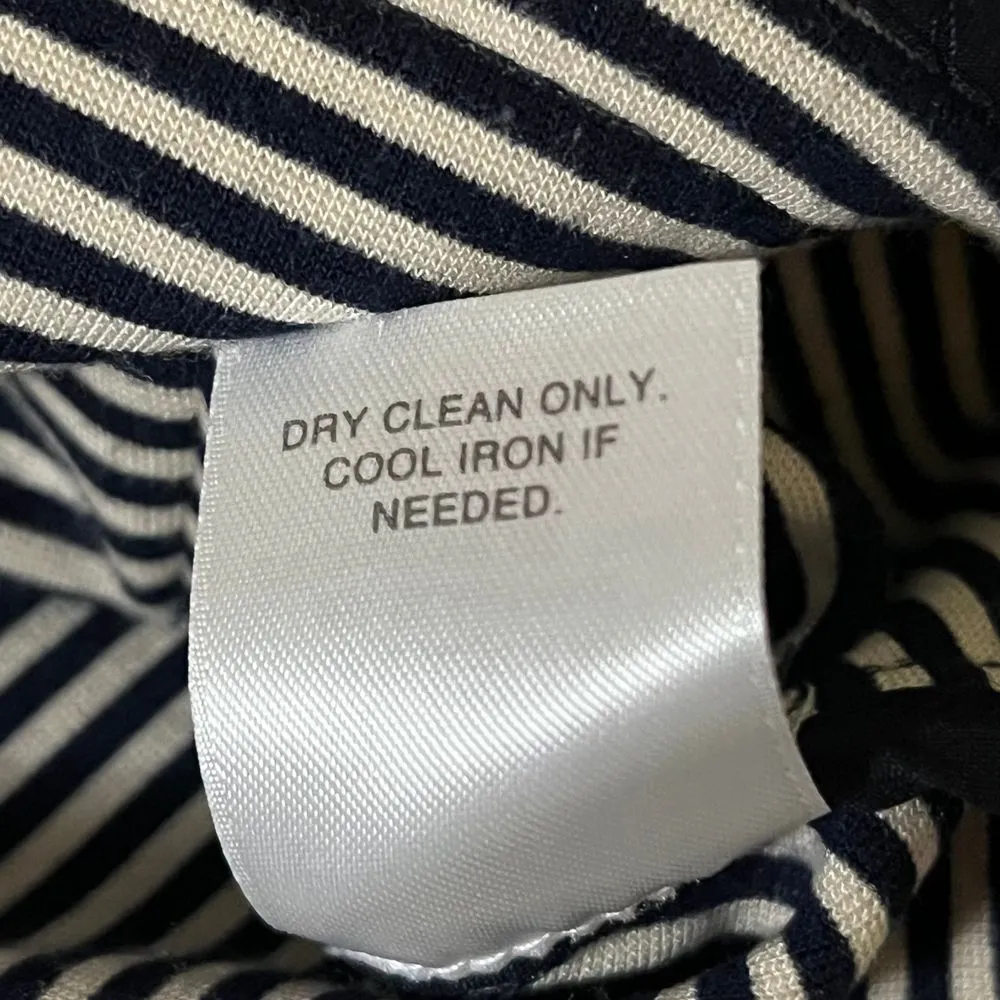 DRY CLEAN ONLY.
COOL IRON IF
NEEDED.